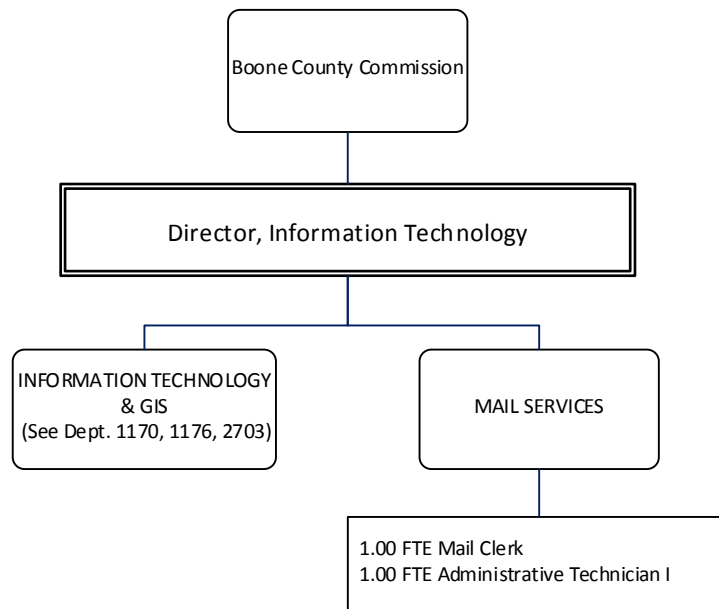 Boone County Commission
Director, Information Technology
INFORMATION TECHNOLOGY
& GIS
(See Dept. 1170, 1176, 2703)
MAIL SERVICES
1.00 FTE Mail Clerk
1.00 FTE Administrative Technician I